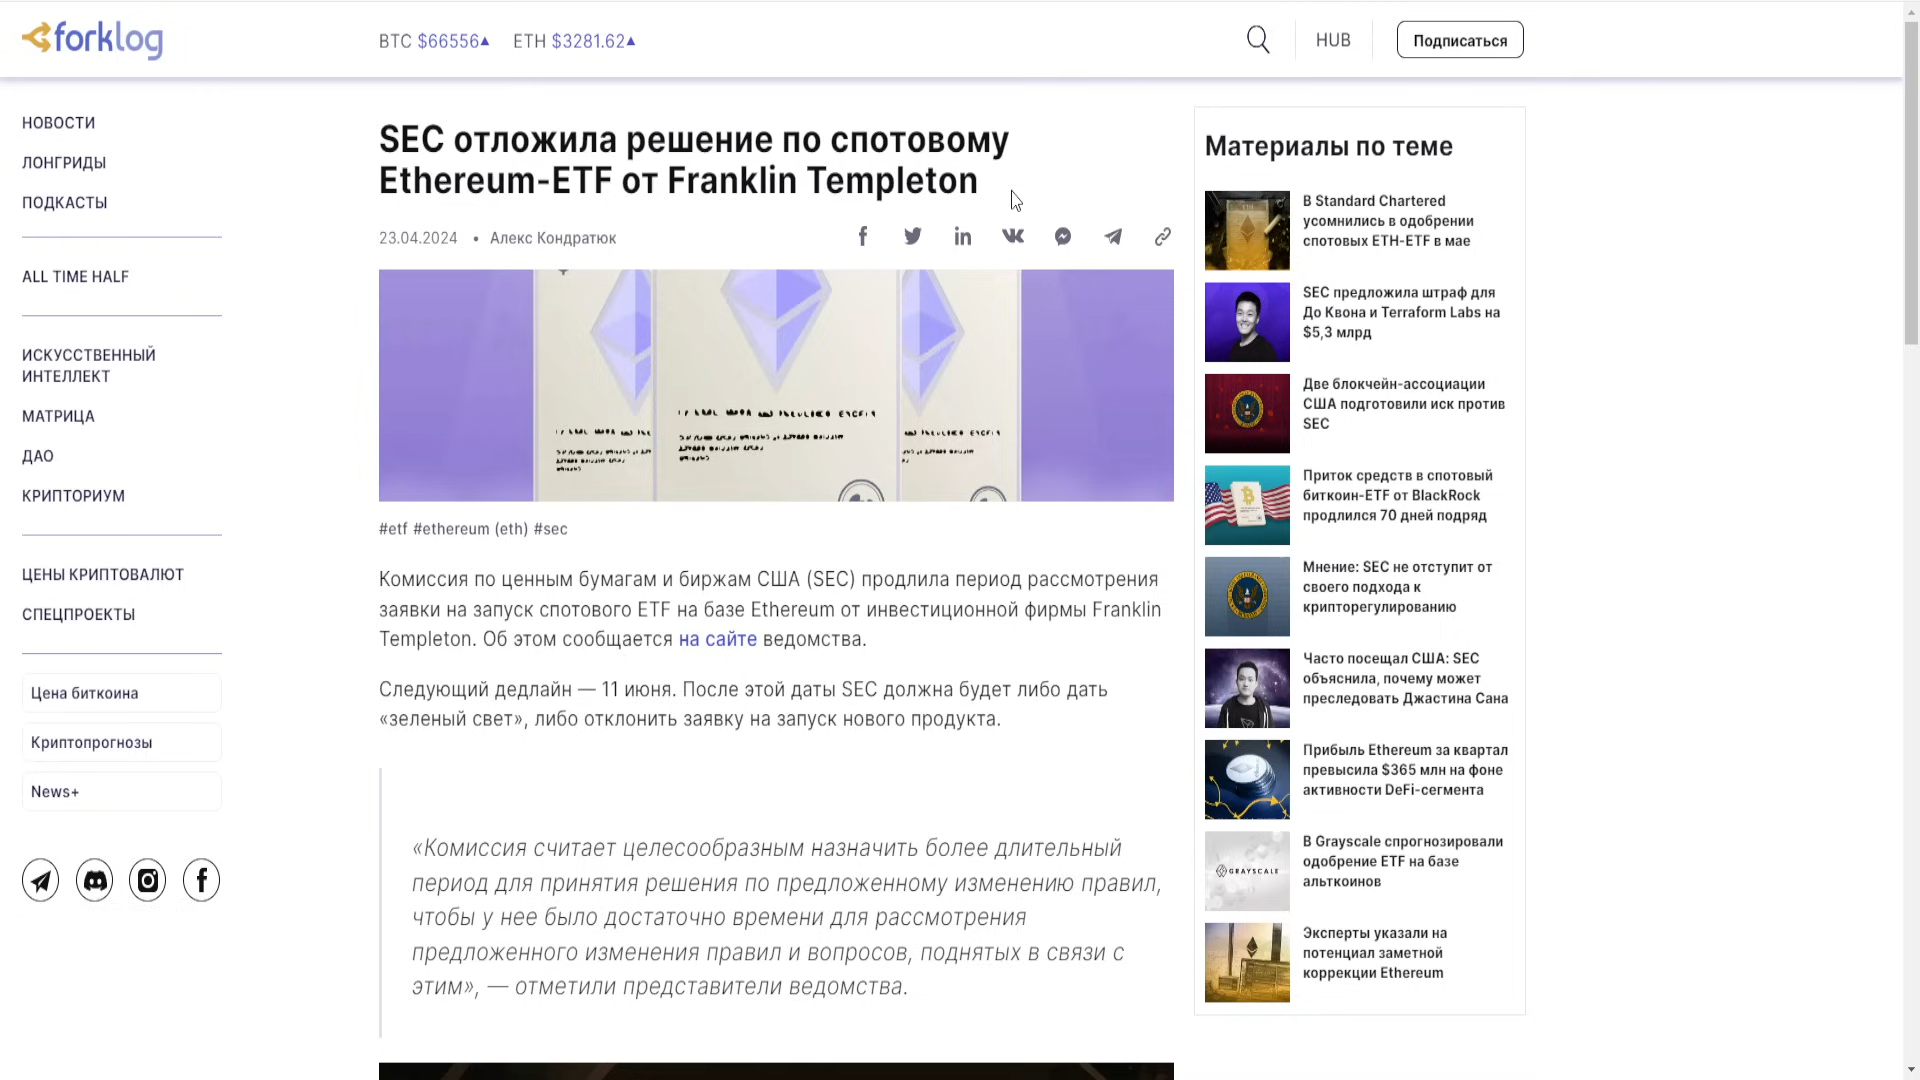 forklog
BTC $66556▲ ETH $3281.62▲
HUB
Подписаться
НОВОСТИ
ЛОНГРИДЫ
ПОДКАСТЫ
ALL TIME HALF
ИСКУССТВЕННЫЙ
ИНТЕЛЛЕКТ
МАТРИЦА
ДАО
КРИПТОРИУМ
ЦЕНЫ КРИПТОВАЛЮТ
СПЕЦПРОЕКТЫ
Цена биткоина
Криптопрогнозы
News+
SEC отложила решение по спотовому
Ethereum-ETF от Franklin Templeton
23.04.2024 • Алекс Кондратюк
#etf #ethereum (eth) #sec
Комиссия по ценным бумагам и биржам США (SEC) продлила период рассмотрения
заявки на запуск спотового ETF на базе Ethereum от инвестиционной фирмы Franklin
Templeton. Об этом сообщается на сайте ведомства.
Следующий дедлайн — 11 июня. После этой даты SEC должна будет либо дать
«зеленый свет», либо отклонить заявку на запуск нового продукта.
«Комиссия считает целесообразным назначить более длительный
период для принятия решения по предложенному изменению правил,
чтобы у нее было достаточно времени для рассмотрения
предложенного изменения правил и вопросов, поднятых в связи с
этим», — отметили представители ведомства.
Материалы по теме
В Standard Chartered
усомнились в одобрении
спотовых ETH-ETF в мае
SEC предложила штраф для
До Квона и Terraform Labs на
$5,3 млрд
Две блокчейн-ассоциации
США подготовили иск против
SEC
Приток средств в спотовый
биткоин-ETF от BlackRock
продлился 70 дней подряд
Мнение: SEC не отступит от
своего подхода к
крипторегулированию
Часто посещал США: SEC
объяснила, почему может
преследовать Джастина Сана
Прибыль Ethereum за квартал
превысила $365 млн на фоне
активности DeFi-сегмента
GRAYSCALE
В Grayscale спрогнозировали
одобрение ETF на базе
альткоинов
Эксперты указали на
потенциал заметной
коррекции Ethereum